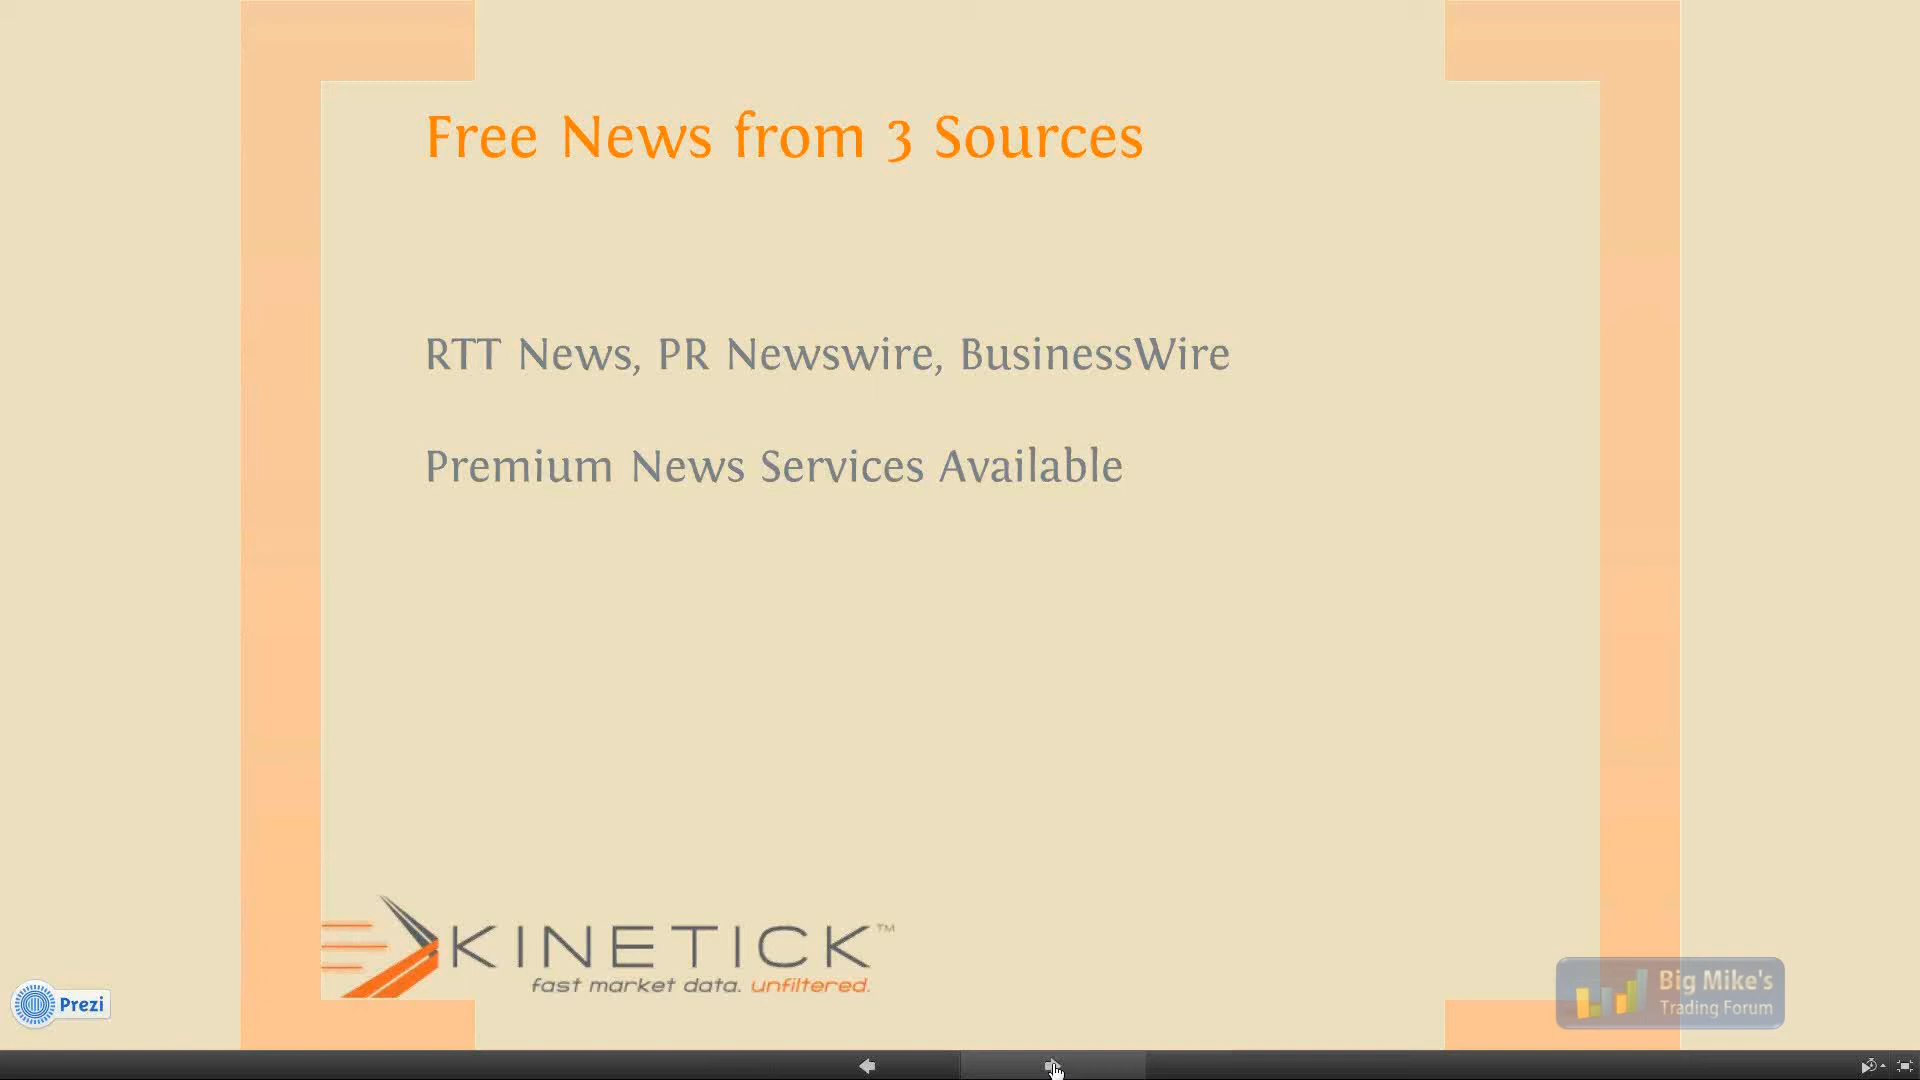 Free News from 3 Sources
RTT News, PR Newswire, BusinessWire
Premium News Services Available
KINETICK™
fast market data. unfiltered.
Prezi
Big Mike's
Trading Forum